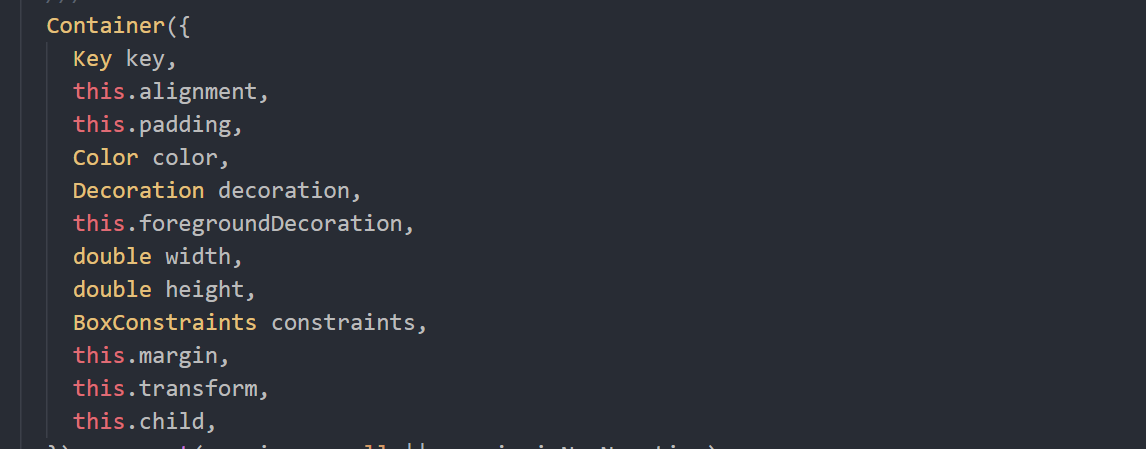 Container({
Key key,
this.alignment,
this.padding,
Color color,
Decoration decoration,
this.foregroundDecoration,
double width,
double height,
BoxConstraints constraints,
this.margin,
this.transform,
this.child,